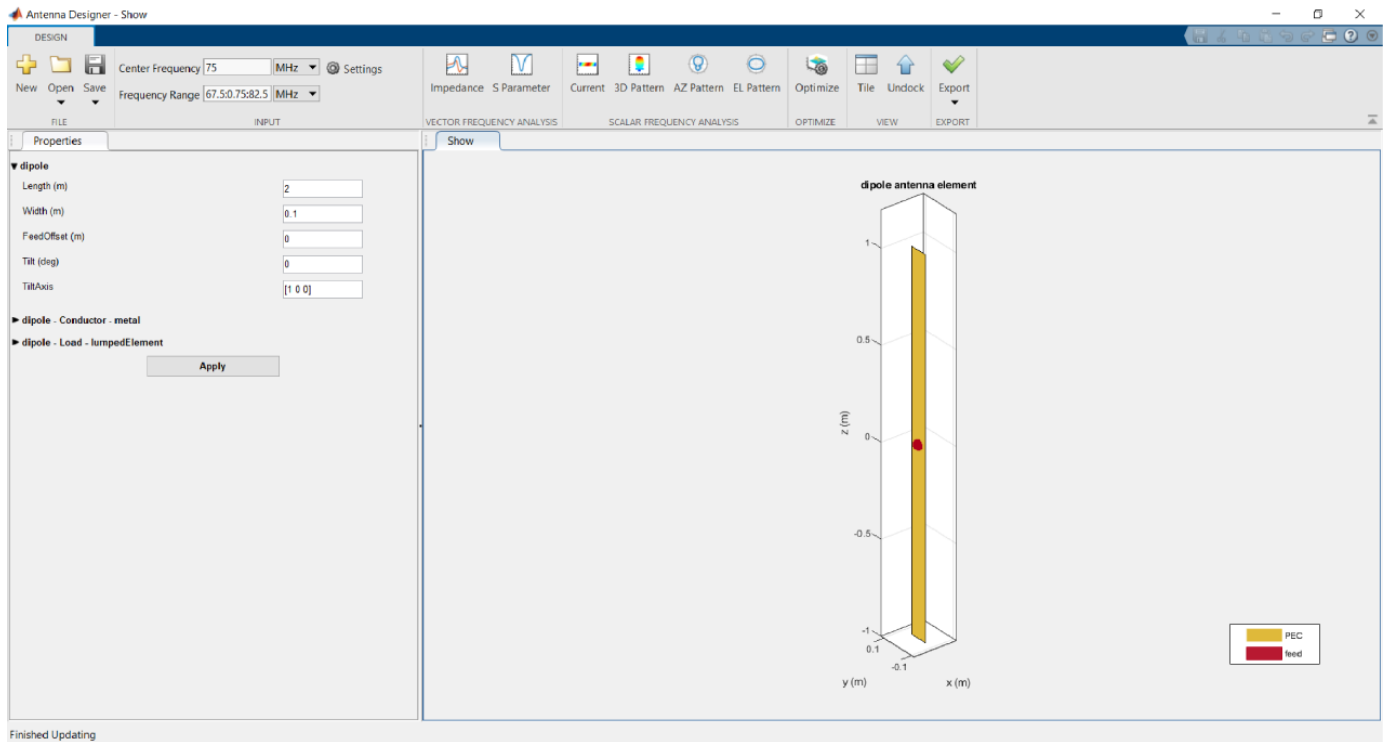 Antenna Designer - Show
DESIGN
New Open Save
FILE
Center Frequency 75 MHz Settings
Frequency Range 67.5:0.75:82.5 MHz
INPUT
Impedance S Parameter
VECTOR FREQUENCY ANALYSIS
Current 3D Pattern AZ Pattern EL Pattern
SCALAR FREQUENCY ANALYSIS
Optimize
OPTIMIZE
Tile Undock
VIEW
Export
EXPORT
Properties
dipole
Length (m) 2
Width (m) 0.1
FeedOffset (m) 0
Tilt (deg) 0
TiltAxis [1 0 0]
dipole - Conductor - metal
dipole - Load - lumpedElement
Apply
Show
dipole antenna element
1
0.5
z (m)
0
-0.5
-1
0.1
-0.1
y (m) x (m)
PEC
feed
Finished Updating